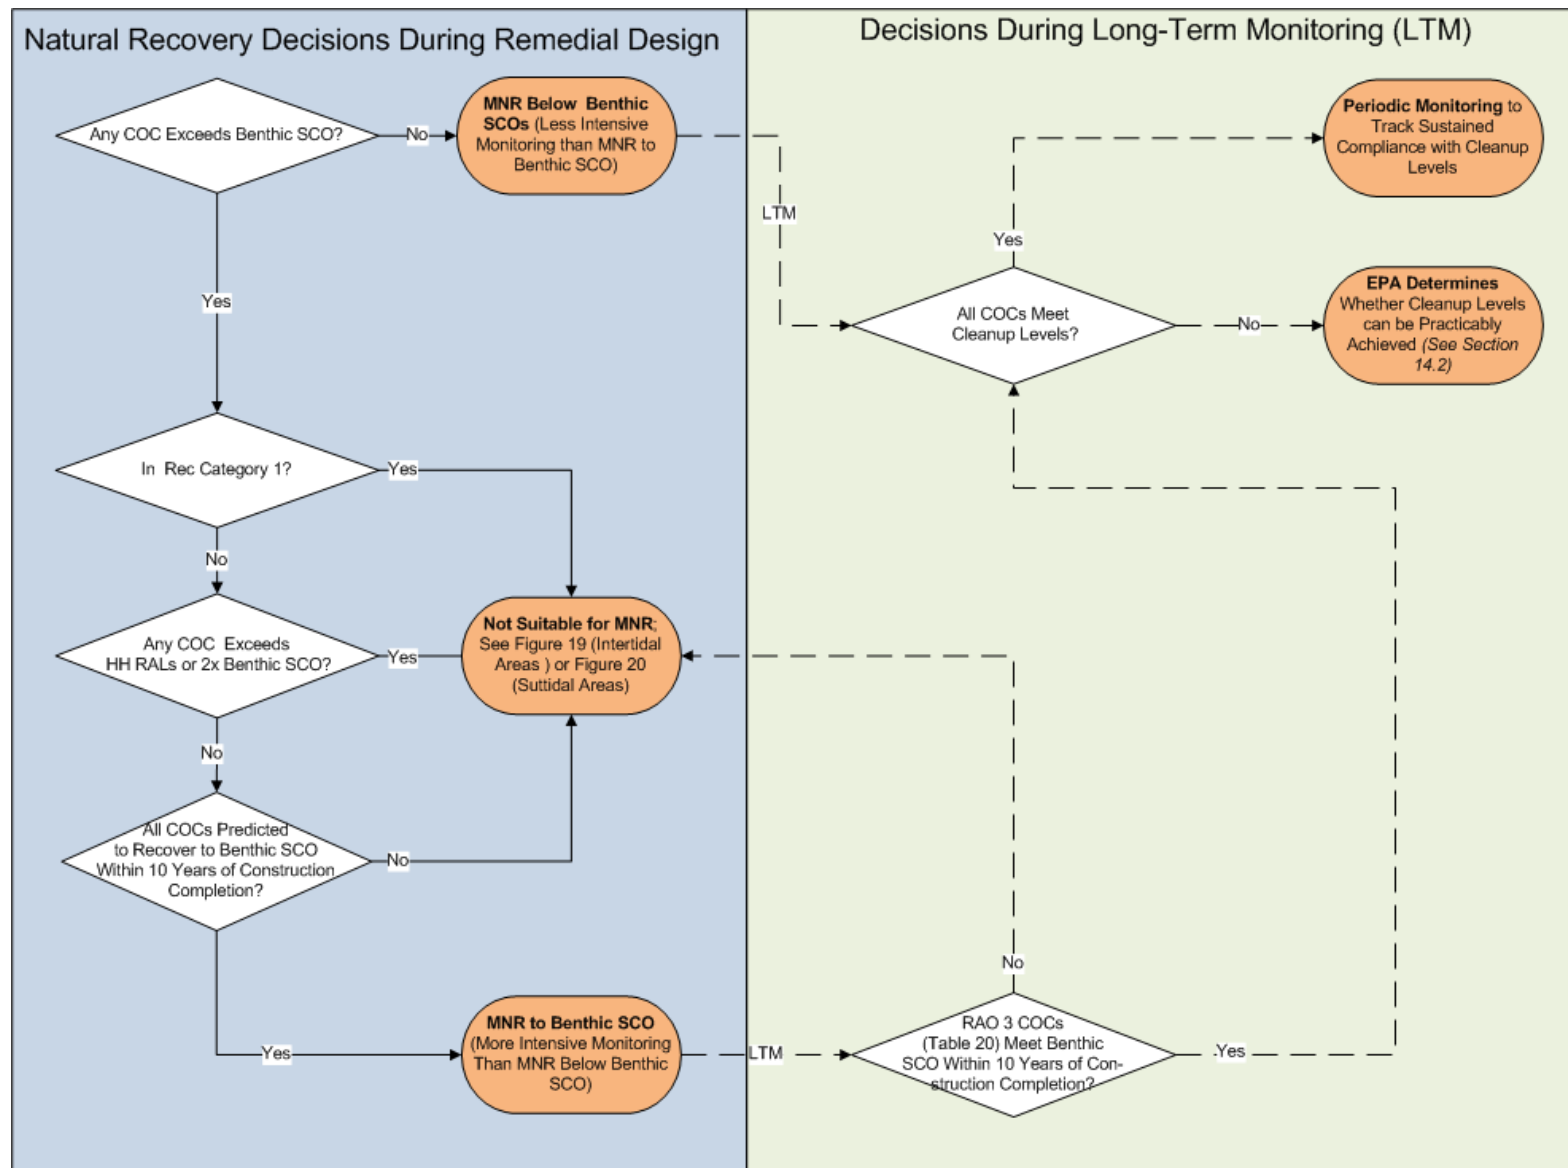 Natural Recovery Decisions During Remedial Design
Any COC Exceeds Benthic SCO?
No
MNR Below Benthic
SCOs (Less Intensive
Monitoring than MNR to
Benthic SCO)
Yes
In Rec Category 1?
Yes
No
Any COC Exceeds
HH RALs or 2x Benthic SCO?
Yes
Not Suitable for MNR;
See Figure 19 (Intertidal
Areas ) or Figure 20
(Suttidal Areas)
No
All COCs Predicted
to Recover to Benthic SCO
Within 10 Years of Construction
Completion?
No
Yes
MNR to Benthic SCO
(More Intensive Monitoring
Than MNR Below Benthic
SCO)
Decisions During Long-Term Monitoring (LTM)
LTM
Periodic Monitoring to
Track Sustained
Compliance with Cleanup
Levels
Yes
All COCs Meet
Cleanup Levels?
No
EPA Determines
Whether Cleanup Levels
can be Practicably
Achieved (See Section
14.2)
No
LTM
RAO 3 COCs
(Table 20) Meet Benthic
SCO Within 10 Years of Con-
struction Completion?
Yes